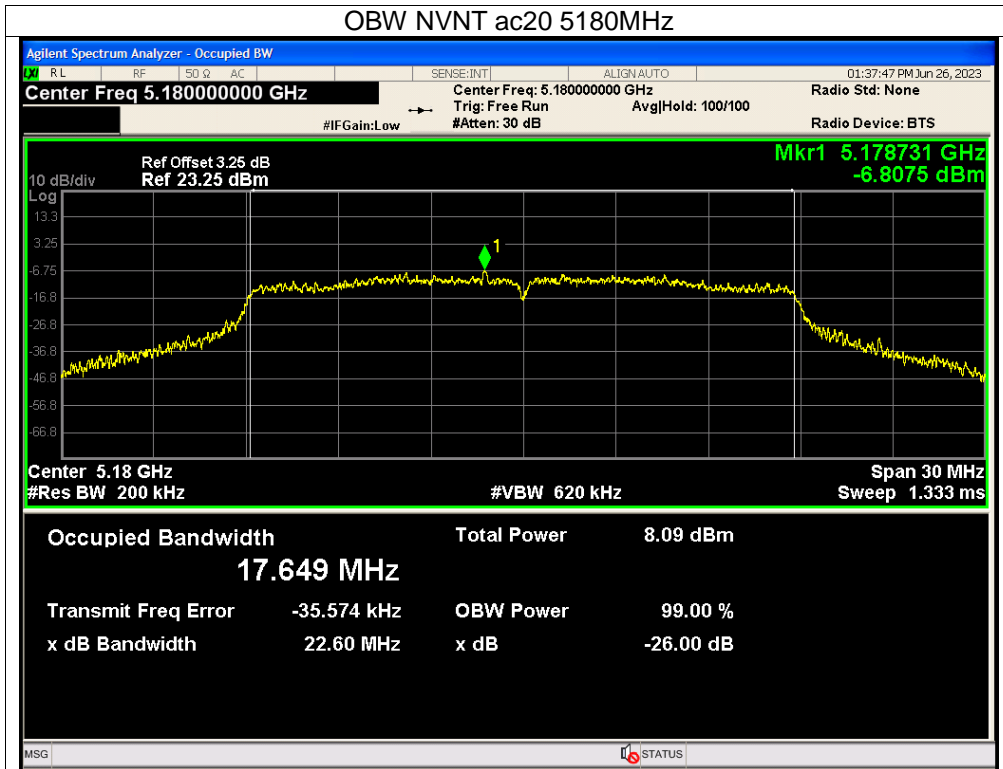 OBW NVNT ac20 5180MHz
Agilent Spectrum Analyzer - Occupied BW
LXI RL RF 50 Ω AC SENSE:INT ALIGN AUTO 01:37:47 PM Jun 26, 2023
Center Freq 5.180000000 GHz Center Freq: 5.180000000 GHz Radio Std: None
Trig: Free Run Avg|Hold: 100/100
#IFGain:Low #Atten: 30 dB Radio Device: BTS
Mkr1 5.178731 GHz
-6.8075 dBm
Ref Offset 3.25 dB
10 dB/div Ref 23.25 dBm
Log
13.3
3.25
-6.75
-16.8
-26.8
-36.8
-46.8
-56.8
-66.8
1
Center 5.18 GHz Span 30 MHz
#Res BW 200 kHz #VBW 620 kHz Sweep 1.333 ms
Occupied Bandwidth Total Power 8.09 dBm
17.649 MHz
Transmit Freq Error -35.574 kHz OBW Power 99.00 %
x dB Bandwidth 22.60 MHz x dB -26.00 dB
MSG STATUS